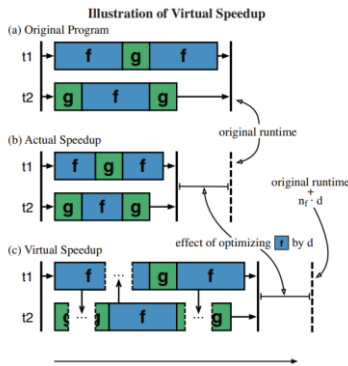 Illustration of Virtual Speedup
(a) Original Program
t1 f g f
t2 g f g
original runtime
(b) Actual Speedup
t1 f g f
t2 g f g
original runtime
+
nf · d
effect of optimizing f by d
(c) Virtual Speedup
t1 f ... g f
t2 g ... g f ... g